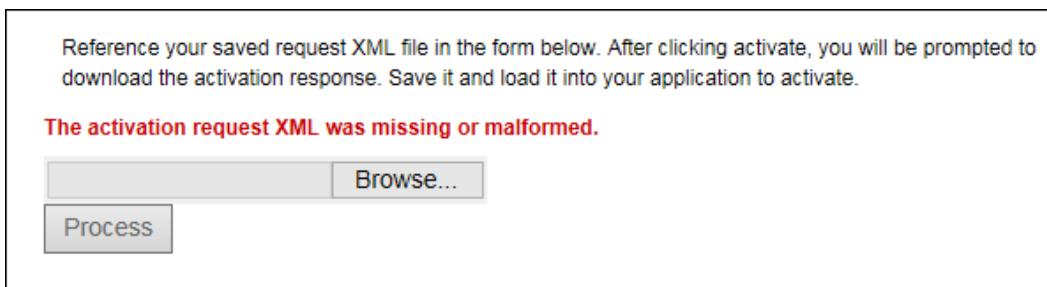 Reference your saved request XML file in the form below. After clicking activate, you will be prompted to
download the activation response. Save it and load it into your application to activate.
The activation request XML was missing or malformed.
Browse...
Process